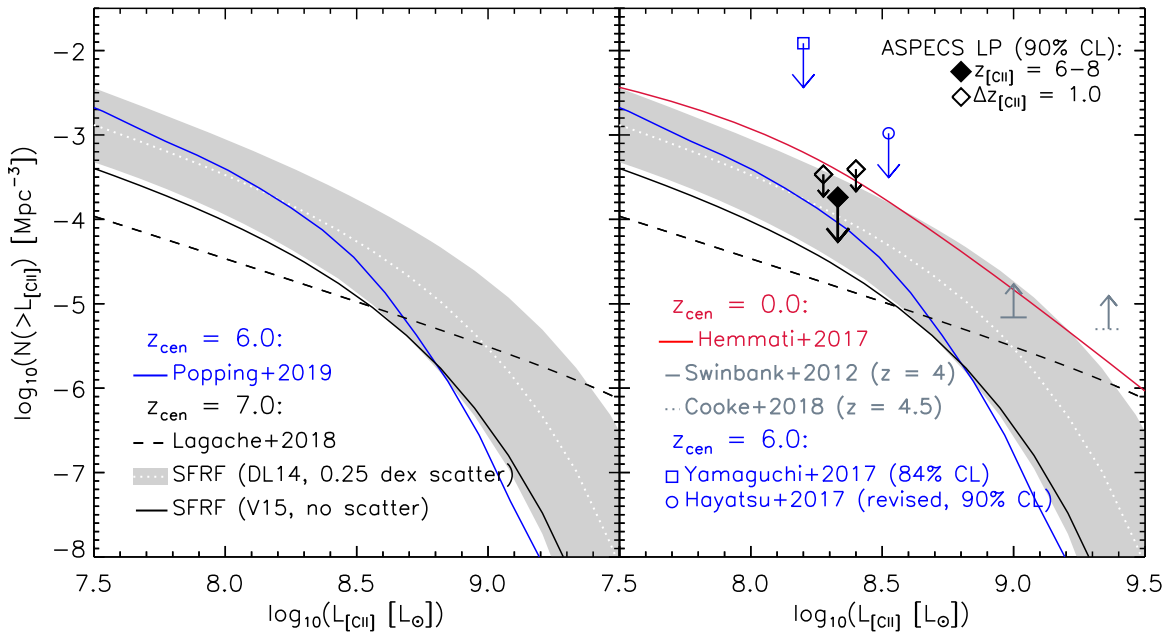 ASPECS LP (90% CL):
z[CII] = 6−8
Δz[CII] = 1.0
−2
−3
−4
−5
−6
−7
−8
log₁₀(N(>L[CII]) [Mpc⁻³])
z_cen = 6.0:
Popping+2019
z_cen = 7.0:
Lagache+2018
SFRF (DL14, 0.25 dex scatter)
SFRF (V15, no scatter)
z_cen = 0.0:
Hemmati+2017
Swinbank+2012 (z = 4)
Cooke+2018 (z = 4.5)
z_cen = 6.0:
Yamaguchi+2017 (84% CL)
Hayatsu+2017 (revised, 90% CL)
7.5 8.0 8.5 9.0 7.5 8.0 8.5 9.0 9.5
log₁₀(L[CII] [L⊙]) log₁₀(L[CII] [L⊙])